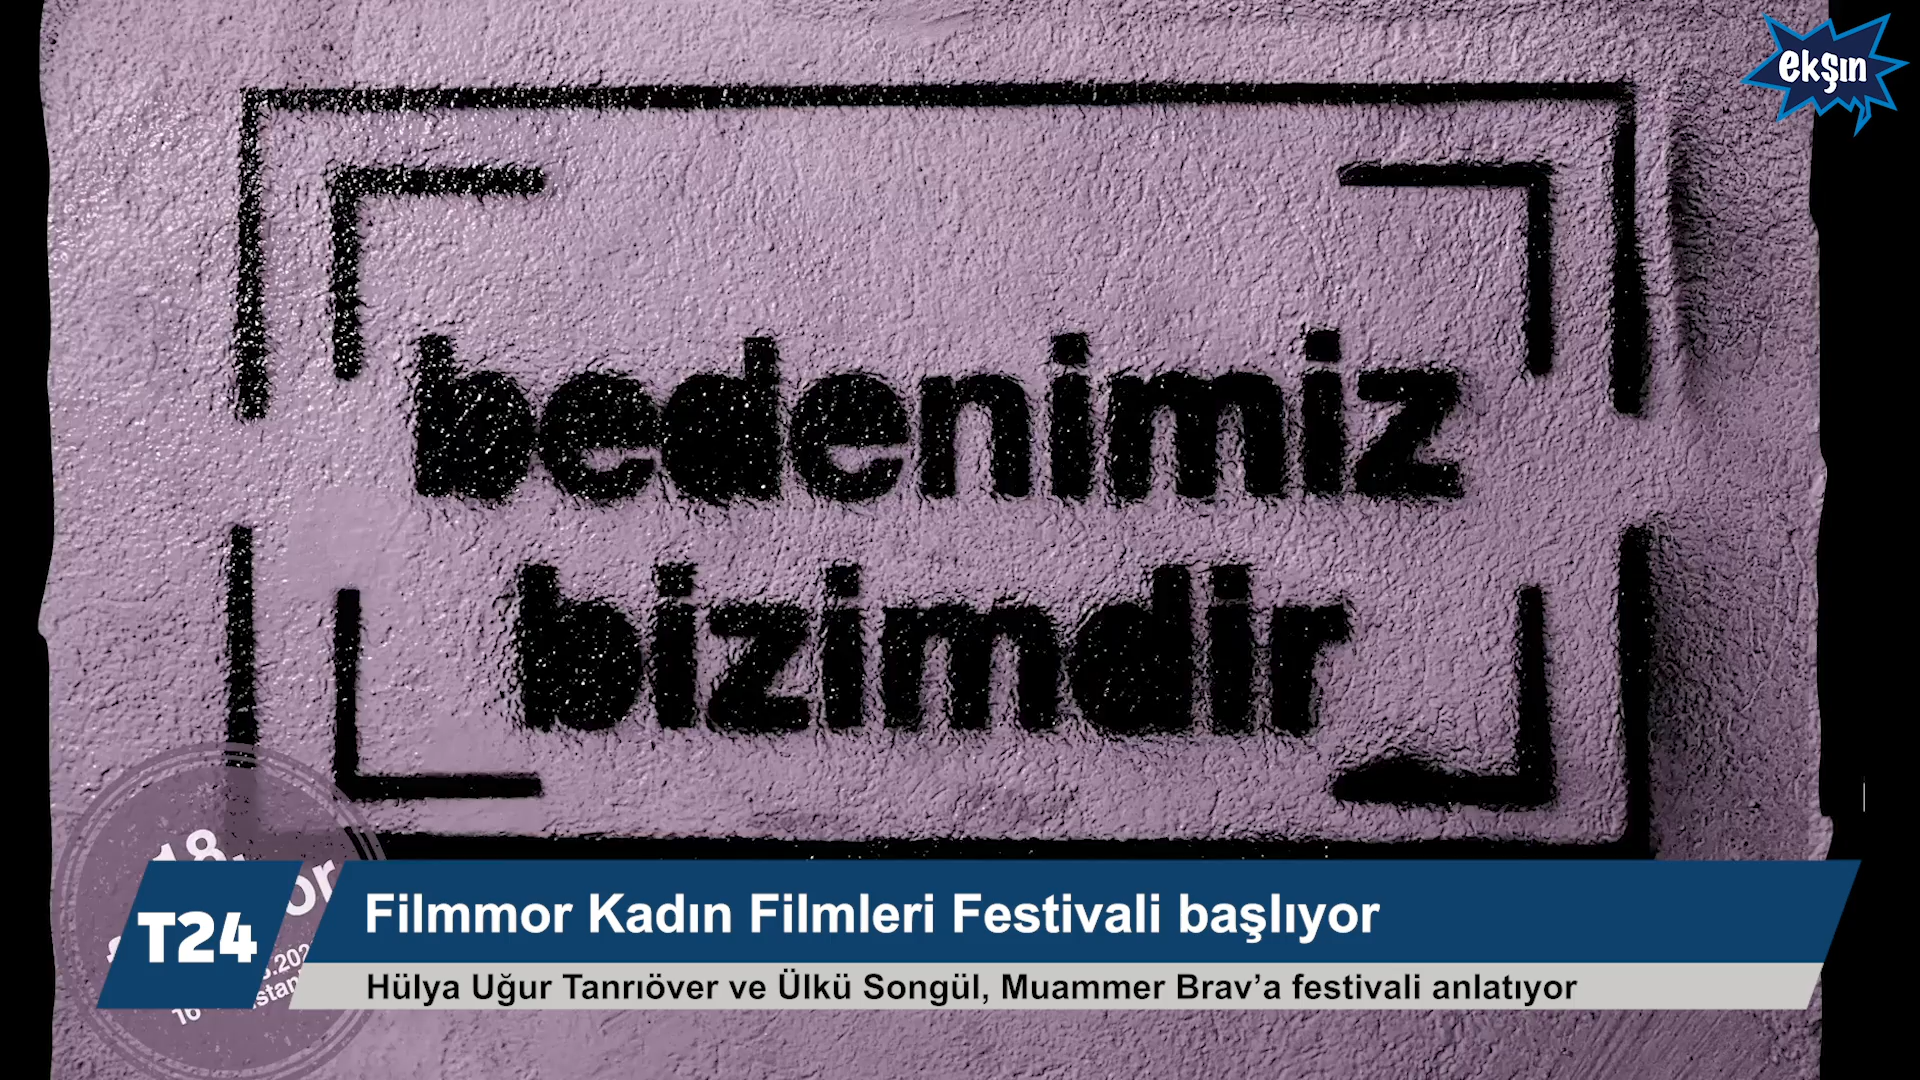 ekşın
bedenimiz
bizimdir
18.
T24
Filmmor Kadın Filmleri Festivali başlıyor
Hülya Uğur Tanrıöver ve Ülkü Songül, Muammer Brav’a festivali anlatıyor